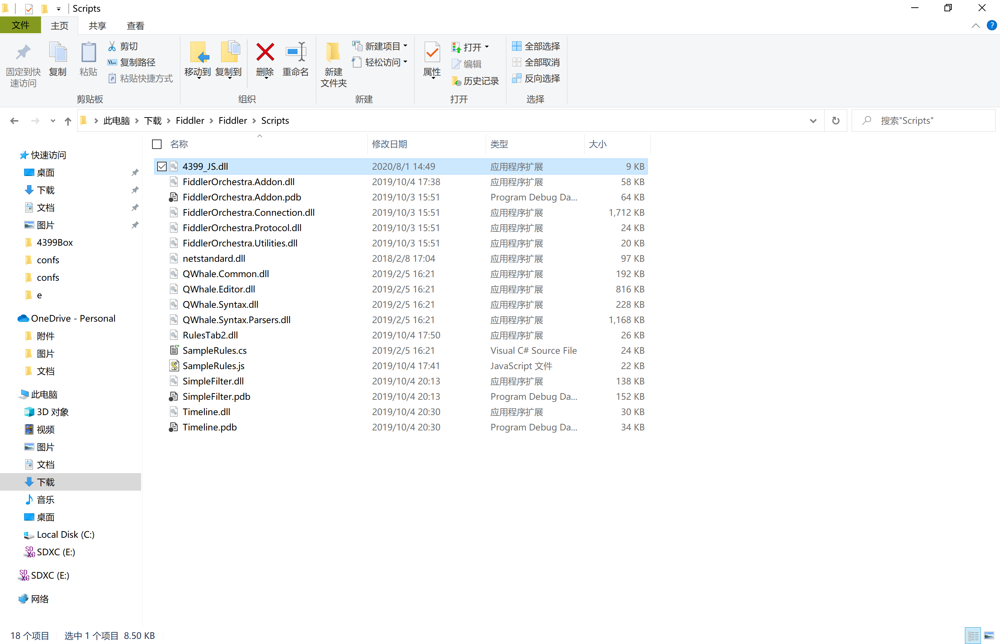 Scripts
文件 主页 共享 查看
固定到快速访问
复制
粘贴
剪切
复制路径
粘贴快捷方式
剪贴板
移动到
复制到
删除
重命名
组织
新建文件夹
新建项目
轻松访问
新建
属性
打开
编辑
历史记录
打开
全部选择
全部取消
反向选择
选择
此电脑 下载 Fiddler Fiddler Scripts
搜索"Scripts"
快速访问
桌面
下载
文档
图片
4399Box
confs
confs
e
OneDrive - Personal
附件
图片
文档
此电脑
3D 对象
视频
图片
文档
下载
音乐
桌面
Local Disk (C:)
SDXC (E:)
SDXC (E:)
网络
名称 修改日期 类型 大小
4399_JS.dll 2020/8/1 14:49 应用程序扩展 9 KB
FiddlerOrchestra.Addon.dll 2019/10/4 17:38 应用程序扩展 58 KB
FiddlerOrchestra.Addon.pdb 2019/10/3 15:51 Program Debug Da... 64 KB
FiddlerOrchestra.Connection.dll 2019/10/3 15:51 应用程序扩展 1,712 KB
FiddlerOrchestra.Protocol.dll 2019/10/3 15:51 应用程序扩展 24 KB
FiddlerOrchestra.Utilities.dll 2019/10/3 15:51 应用程序扩展 20 KB
netstandard.dll 2018/2/8 17:04 应用程序扩展 97 KB
QWhale.Common.dll 2019/2/5 16:21 应用程序扩展 192 KB
QWhale.Editor.dll 2019/2/5 16:21 应用程序扩展 816 KB
QWhale.Syntax.dll 2019/2/5 16:21 应用程序扩展 228 KB
QWhale.Syntax.Parsers.dll 2019/2/5 16:21 应用程序扩展 1,168 KB
RulesTab2.dll 2019/10/4 17:50 应用程序扩展 26 KB
SampleRules.cs 2019/2/5 16:21 Visual C# Source File 24 KB
SampleRules.js 2019/10/4 17:41 JavaScript 文件 22 KB
SimpleFilter.dll 2019/10/4 20:13 应用程序扩展 138 KB
SimpleFilter.pdb 2019/10/4 20:13 Program Debug Da... 152 KB
Timeline.dll 2019/10/4 20:30 应用程序扩展 30 KB
Timeline.pdb 2019/10/4 20:30 Program Debug Da... 34 KB
18 个项目 选中 1 个项目 8.50 KB